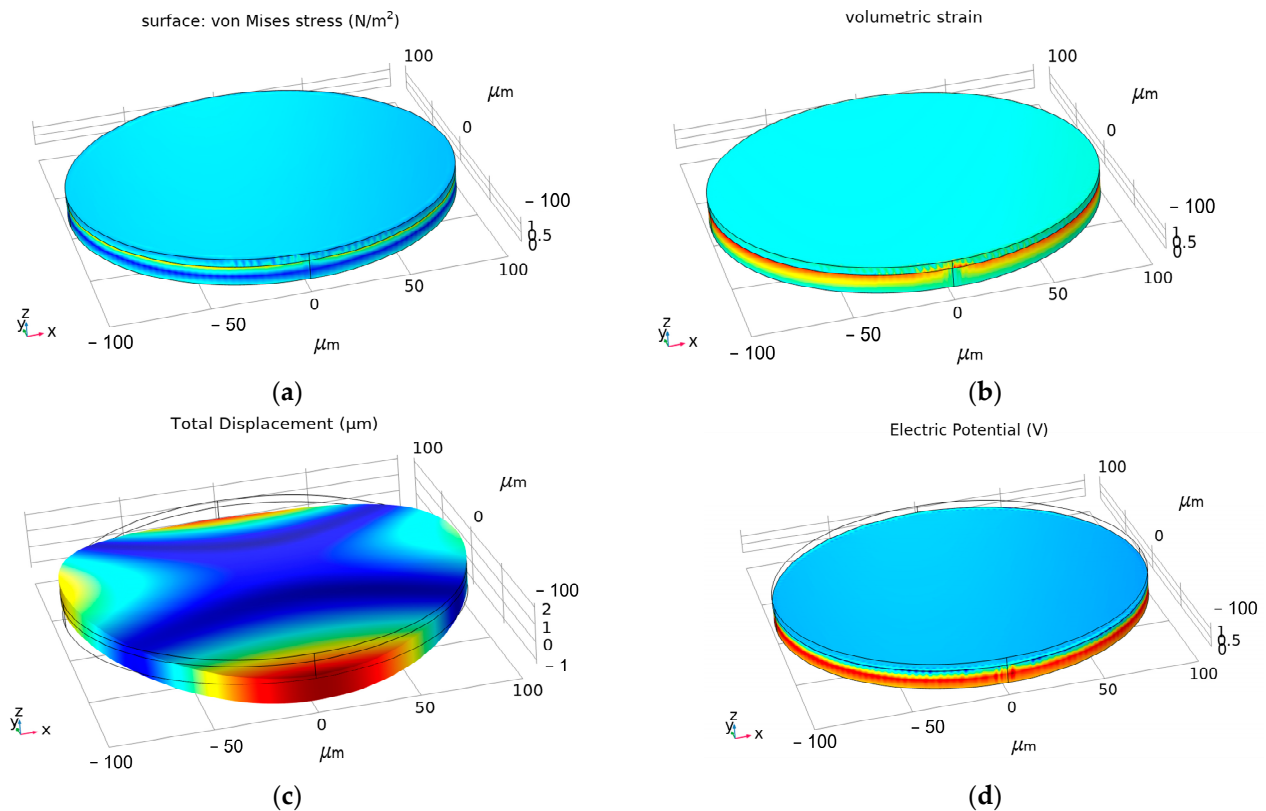 surface: von Mises stress (N/m²)
100
μm
0
– 100
1
0.5
0
100
50
0
– 50
– 100
μm
z
y
x
(a)
volumetric strain
100
μm
0
– 100
1
0.5
0
100
50
0
– 50
– 100
μm
z
y
x
(b)
Total Displacement (μm)
100
μm
0
– 100
2
1
0
– 1
100
50
0
– 50
– 100
μm
z
y
x
(c)
Electric Potential (V)
100
μm
0
– 100
1
0.5
0
100
50
0
– 50
– 100
μm
z
y
x
(d)